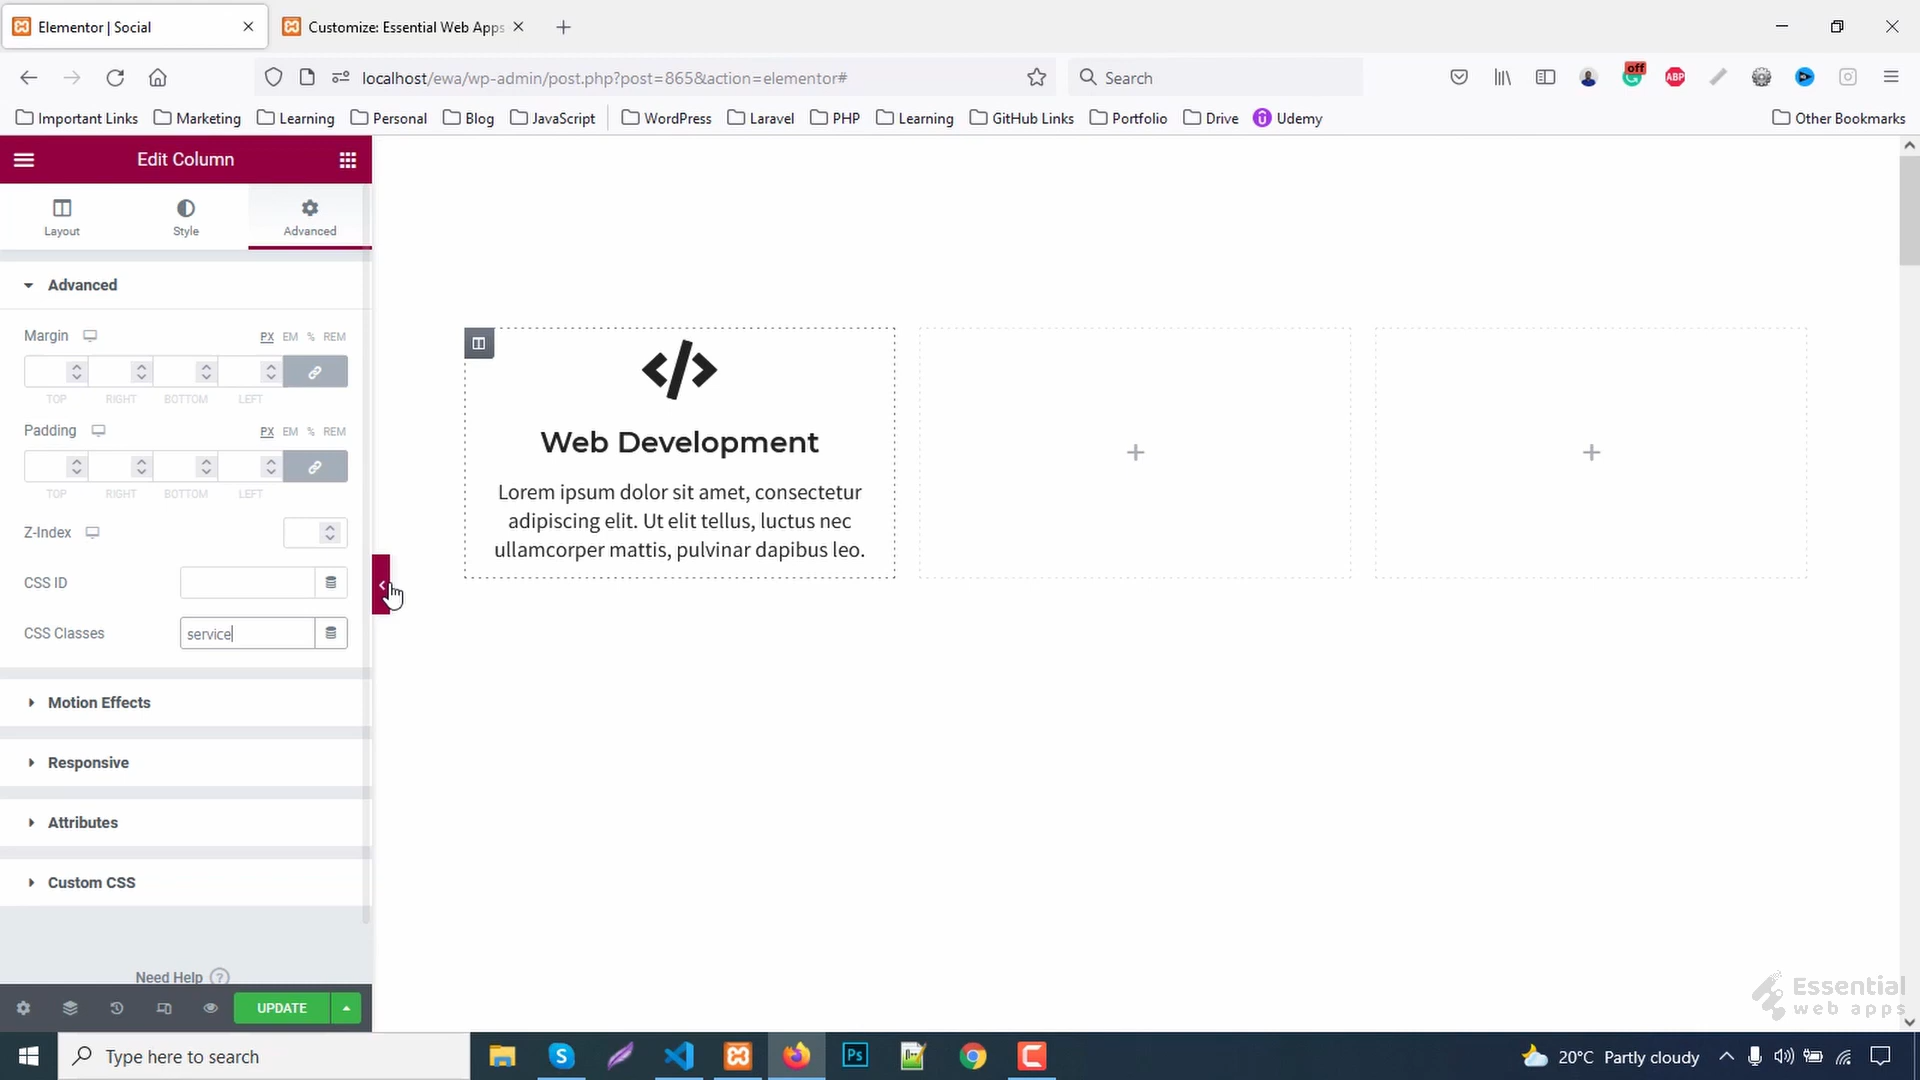 Elementor | Social
Customize: Essential Web Apps
localhost/ewa/wp-admin/post.php?post=865&action=elementor#
Search
off
ABP
Important Links
Marketing
Learning
Personal
Blog
JavaScript
WordPress
Laravel
PHP
Learning
GitHub Links
Portfolio
Drive
Udemy
Other Bookmarks
Edit Column
Layout
Style
Advanced
Advanced
Margin
PX EM % REM
TOP RIGHT BOTTOM LEFT
Padding
PX EM % REM
TOP RIGHT BOTTOM LEFT
Z-Index
CSS ID
CSS Classes
service
Motion Effects
Responsive
Attributes
Custom CSS
Need Help ?
UPDATE
Web Development
Lorem ipsum dolor sit amet, consectetur
adipiscing elit. Ut elit tellus, luctus nec
ullamcorper mattis, pulvinar dapibus leo.
Essential
web apps
Type here to search
Ps
20°C Partly cloudy